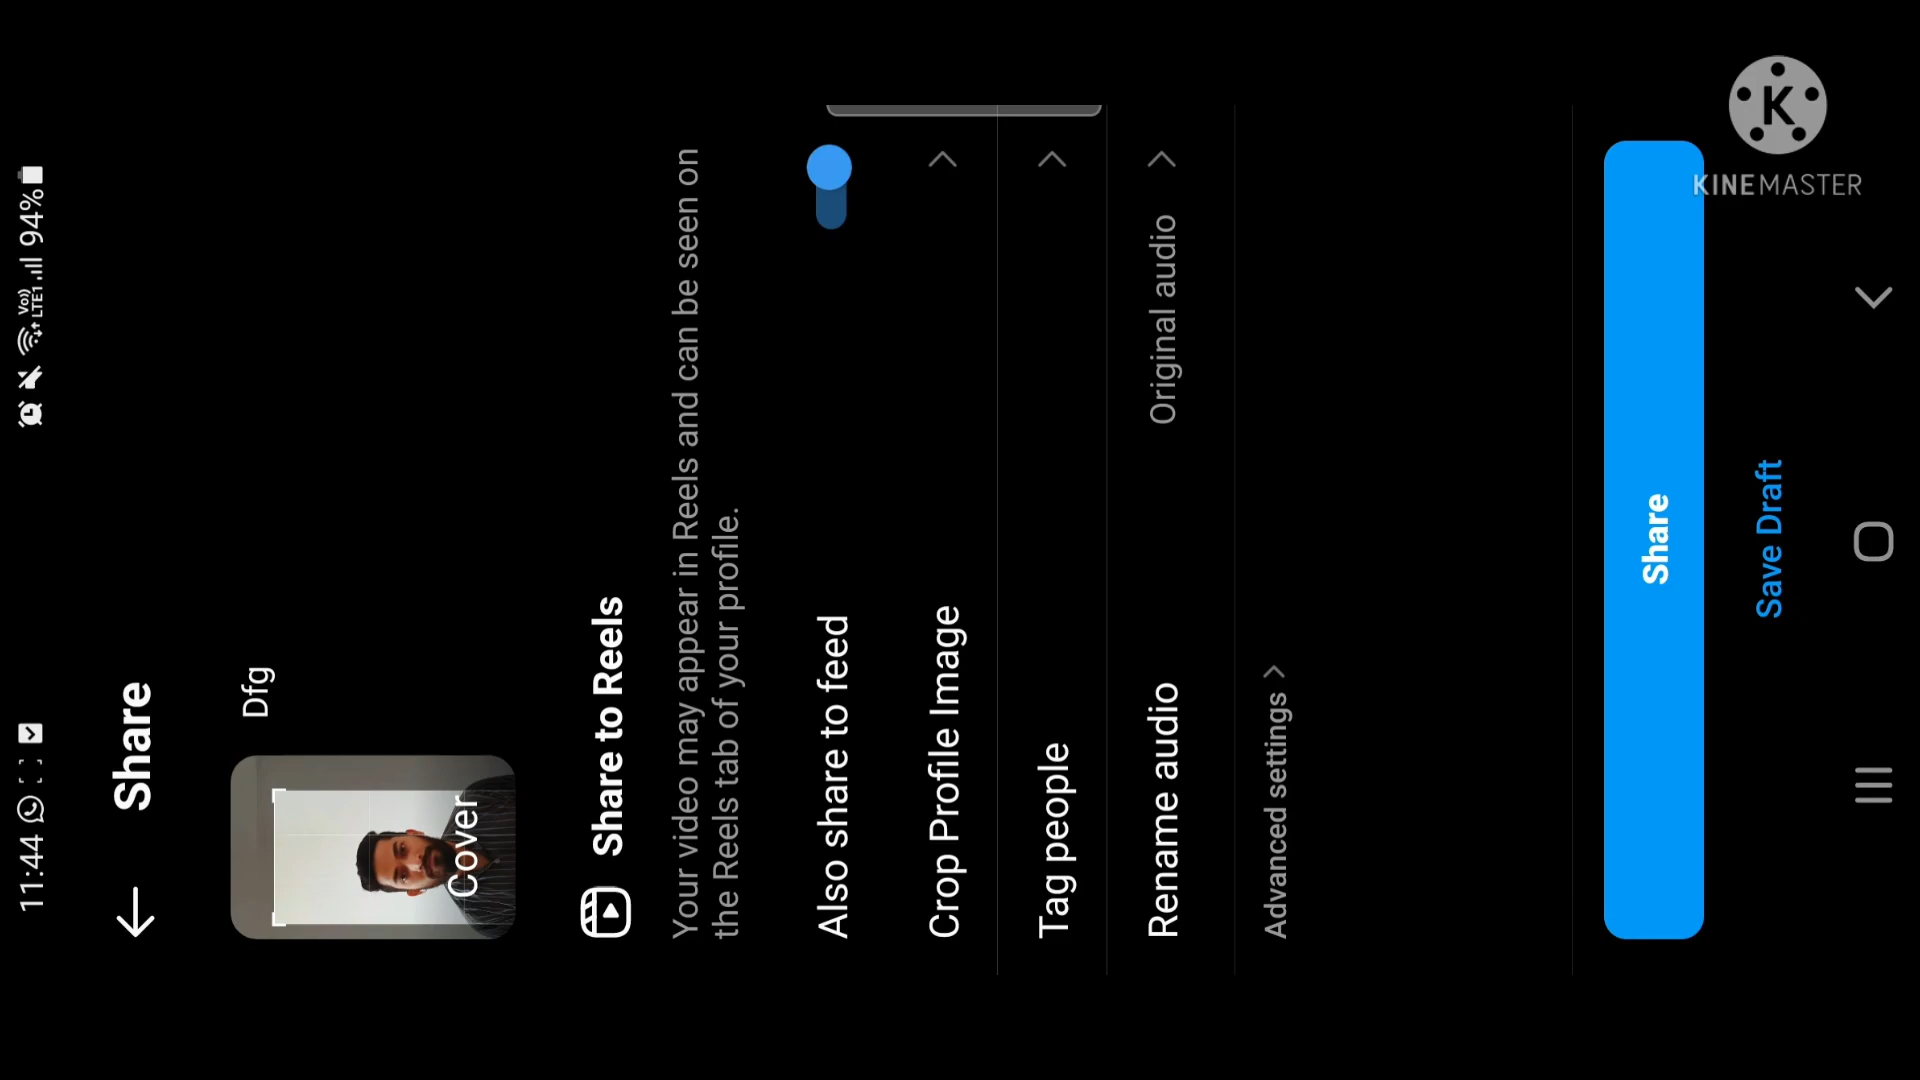 11:44
Vo))
LTE1
94%
Share
Dfg
Cover
Share to Reels
Your video may appear in Reels and can be seen on
the Reels tab of your profile.
Also share to feed
Crop Profile Image
Tag people
Rename audio
Original audio
Advanced settings
Share
Save Draft
K
KINEMASTER